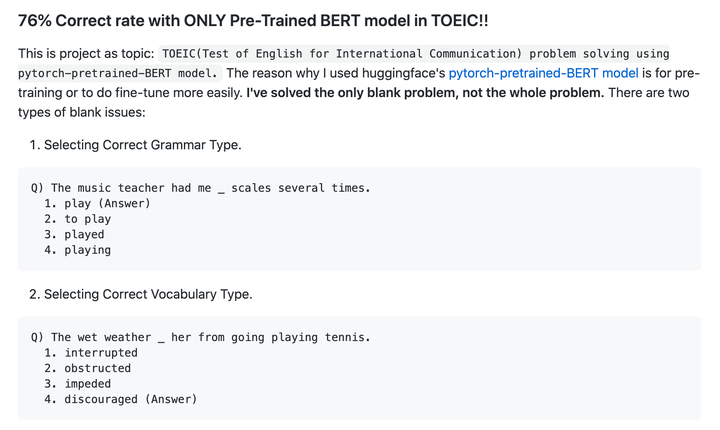 76% Correct rate with ONLY Pre-Trained BERT model in TOEIC!!
This is project as topic: TOEIC(Test of English for International Communication) problem solving using
pytorch-pretrained-BERT model. The reason why I used huggingface's pytorch-pretrained-BERT model is for pre-
training or to do fine-tune more easily. I've solved the only blank problem, not the whole problem. There are two
types of blank issues:
1. Selecting Correct Grammar Type.
Q) The music teacher had me _ scales several times.
1. play (Answer)
2. to play
3. played
4. playing
2. Selecting Correct Vocabulary Type.
Q) The wet weather _ her from going playing tennis.
1. interrupted
2. obstructed
3. impeded
4. discouraged (Answer)